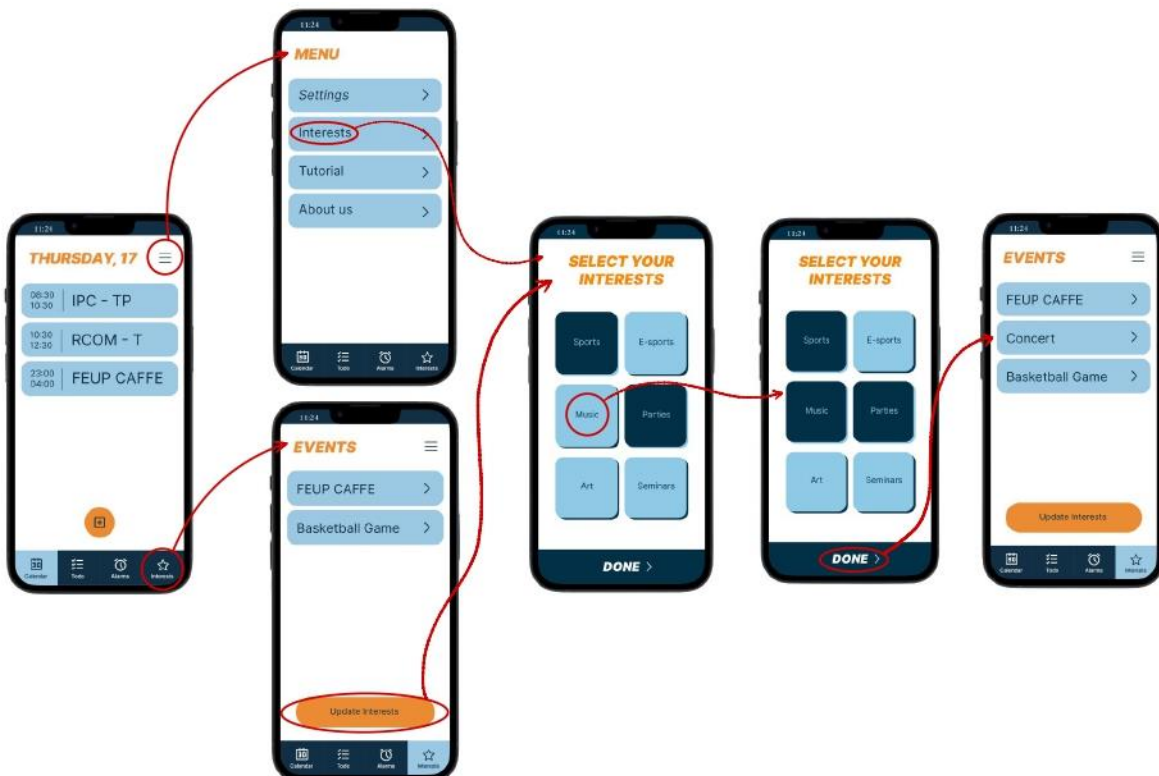 11:24
MENU
Settings
Interests
Tutorial
About us
Calendar Todo Alarms Interests
11:24
THURSDAY, 17
08:30
10:30
IPC - TP
10:30
12:30
RCOM - T
23:00
04:00
FEUP CAFFE
Calendar Todo Alarms Interests
11:24
EVENTS
FEUP CAFFE
Basketball Game
Update Interests
Calendar Todo Alarms Interests
11:24
SELECT YOUR
INTERESTS
Sports E-sports
Music Parties
Art Seminars
DONE >
11:24
SELECT YOUR
INTERESTS
Sports E-sports
Music Parties
Art Seminars
DONE >
11:24
EVENTS
FEUP CAFFE
Concert
Basketball Game
Update Interests
Calendar Todo Alarms Interests